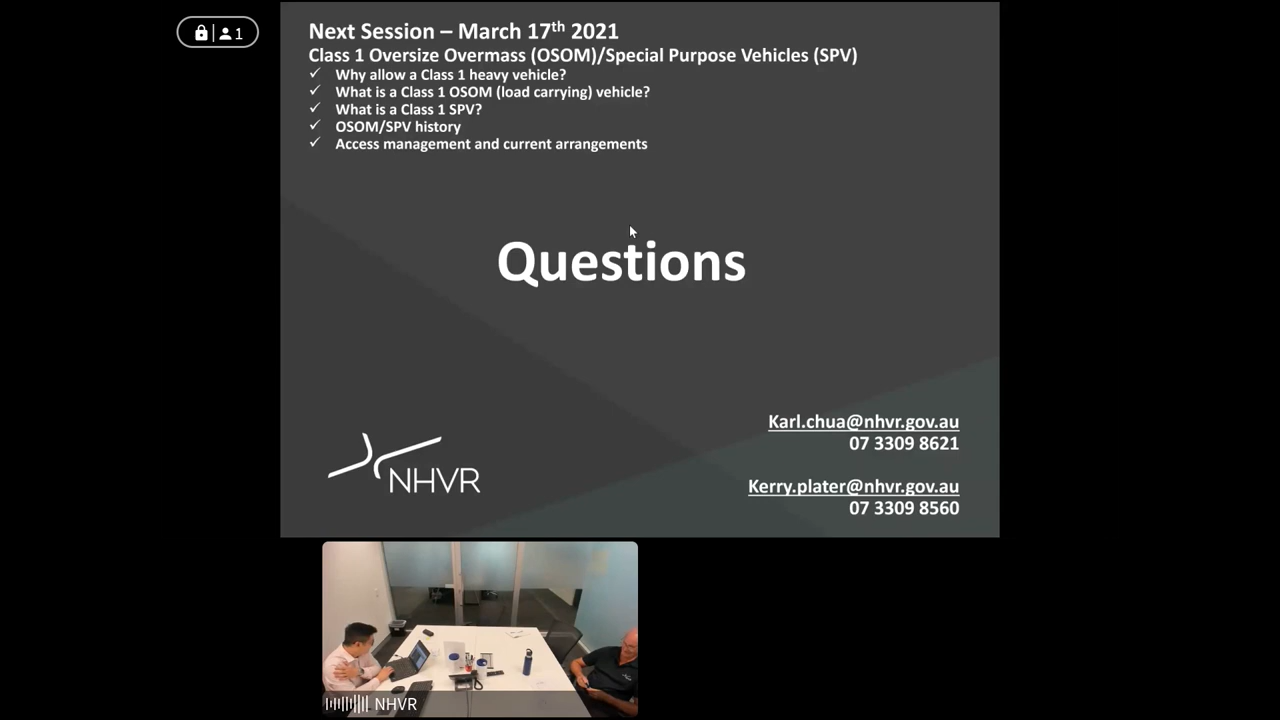 1
Next Session – March 17th 2021
Class 1 Oversize Overmass (OSOM)/Special Purpose Vehicles (SPV)
✓ Why allow a Class 1 heavy vehicle?
✓ What is a Class 1 OSOM (load carrying) vehicle?
✓ What is a Class 1 SPV?
✓ OSOM/SPV history
✓ Access management and current arrangements
Questions
Karl.chua@nhvr.gov.au
07 3309 8621
Kerry.plater@nhvr.gov.au
07 3309 8560
NHVR
NHVR